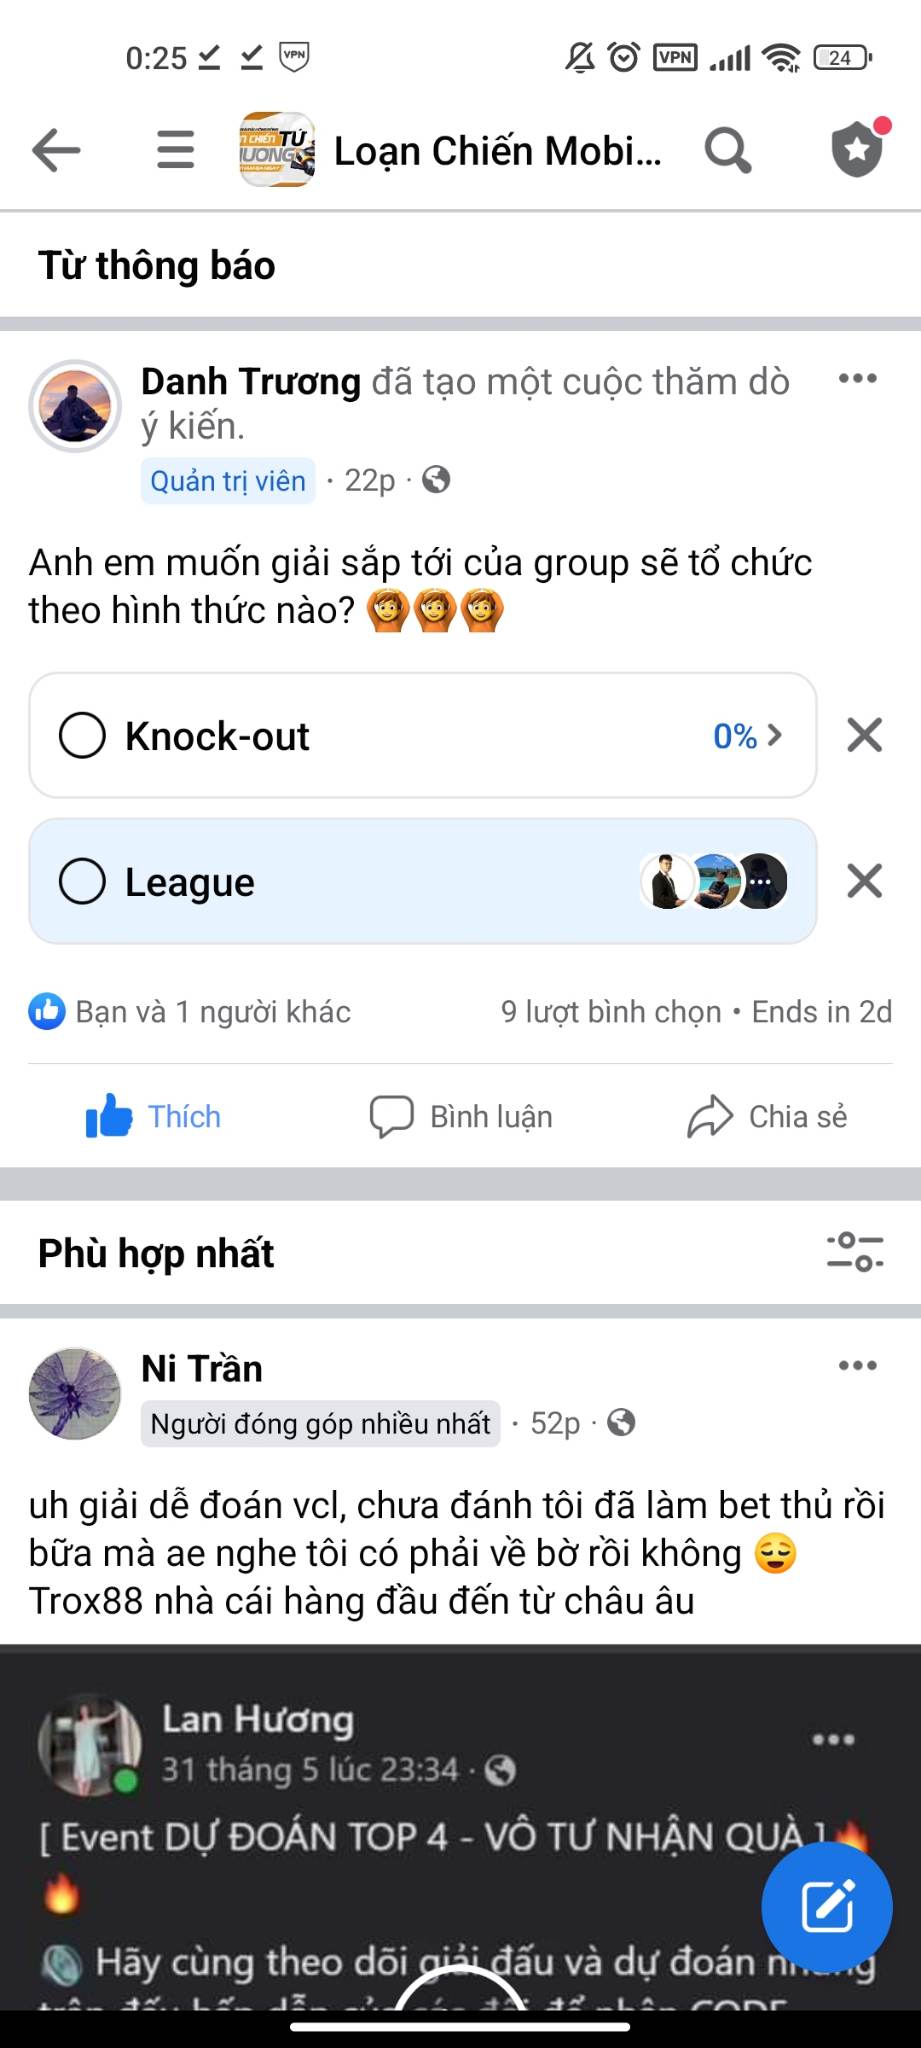 0:25
VPN
VPN
24
TỨ
Loạn Chiến Mobi...
Từ thông báo
Danh Trương đã tạo một cuộc thăm dò
ý kiến.
Quản trị viên · 22p ·
Anh em muốn giải sắp tới của group sẽ tổ chức
theo hình thức nào? 🙆🙆🙆
Knock-out
0%
League
Bạn và 1 người khác
9 lượt bình chọn • Ends in 2d
Thích
Bình luận
Chia sẻ
Phù hợp nhất
Ni Trần
Người đóng góp nhiều nhất · 52p ·
uh giải dễ đoán vcl, chưa đánh tôi đã làm bet thủ rồi
bữa mà ae nghe tôi có phải về bờ rồi không 😌
Trox88 nhà cái hàng đầu đến từ châu âu
Lan Hương
31 tháng 5 lúc 23:34 ·
[ Event DỰ ĐOÁN TOP 4 - VÔ TƯ NHẬN QUÀ ]🔥
🔥
Hãy cùng theo dõi giải đấu và dự đoán